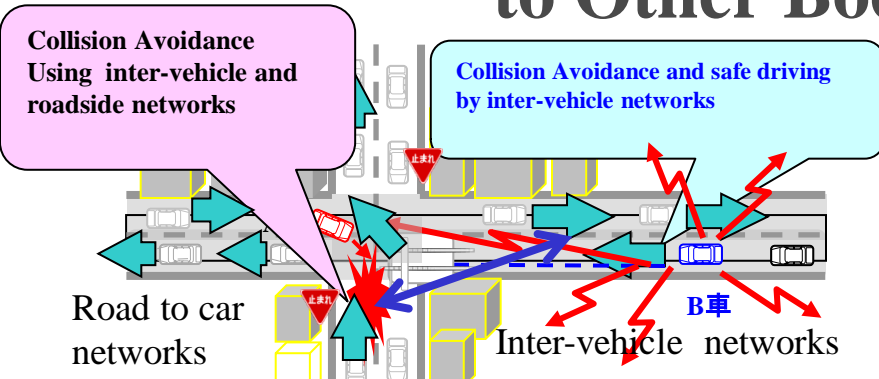 to Other Bo
Collision Avoidance
Using inter-vehicle and
roadside networks
Collision Avoidance and safe driving
by inter-vehicle networks
止まれ
止まれ
Road to car
networks
B車
Inter-vehicle networks